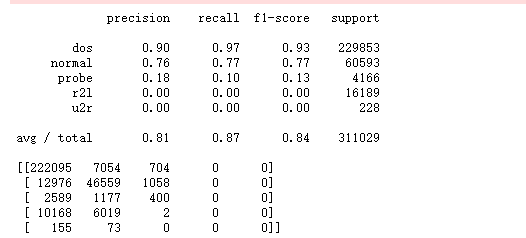 precision recall f1-score support
dos 0.90 0.97 0.93 229853
normal 0.76 0.77 0.77 60593
probe 0.18 0.10 0.13 4166
r2l 0.00 0.00 0.00 16189
u2r 0.00 0.00 0.00 228
avg / total 0.81 0.87 0.84 311029
[[222095 7054 704 0 0]
[ 12976 46559 1058 0 0]
[ 2589 1177 400 0 0]
[ 10168 6019 2 0 0]
[ 155 73 0 0 0]]